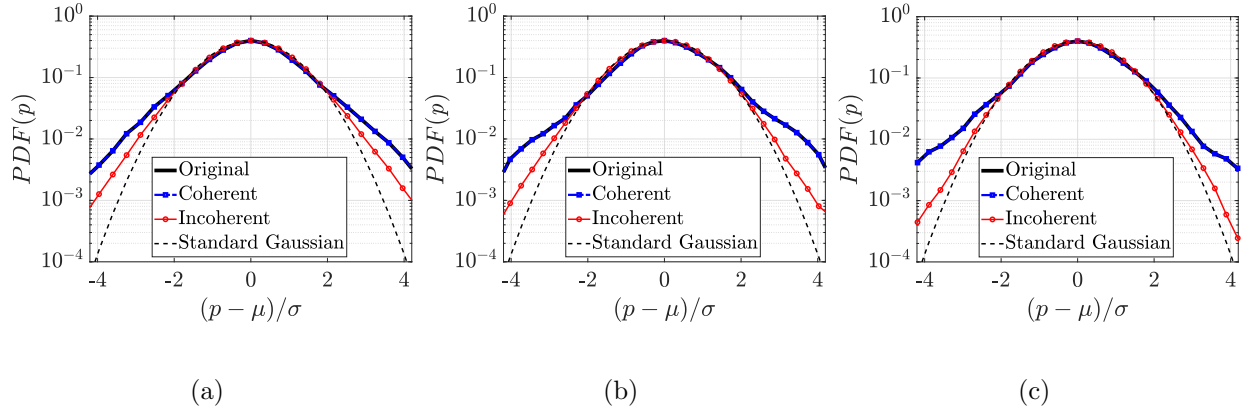 10^0
10^-1
10^-2
10^-3
10^-4
PDF(p)
Original
Coherent
Incoherent
Standard Gaussian
-4 -2 0 2 4
(p − μ)/σ
(a)
10^0
10^-1
10^-2
10^-3
10^-4
PDF(p)
Original
Coherent
Incoherent
Standard Gaussian
-4 -2 0 2 4
(p − μ)/σ
(b)
10^0
10^-1
10^-2
10^-3
10^-4
PDF(p)
Original
Coherent
Incoherent
Standard Gaussian
-4 -2 0 2 4
(p − μ)/σ
(c)